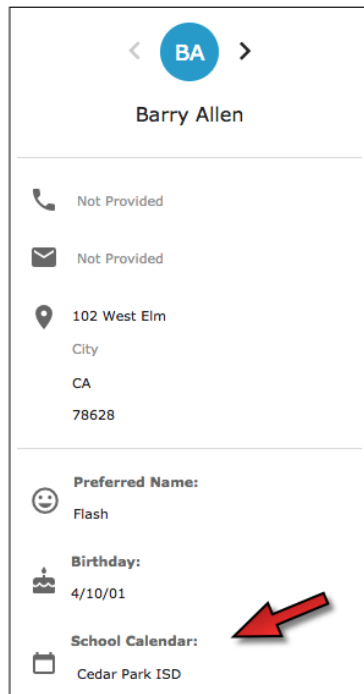 BA
Barry Allen
Not Provided
Not Provided
102 West Elm
City
CA
78628
Preferred Name:
Flash
Birthday:
4/10/01
School Calendar:
Cedar Park ISD